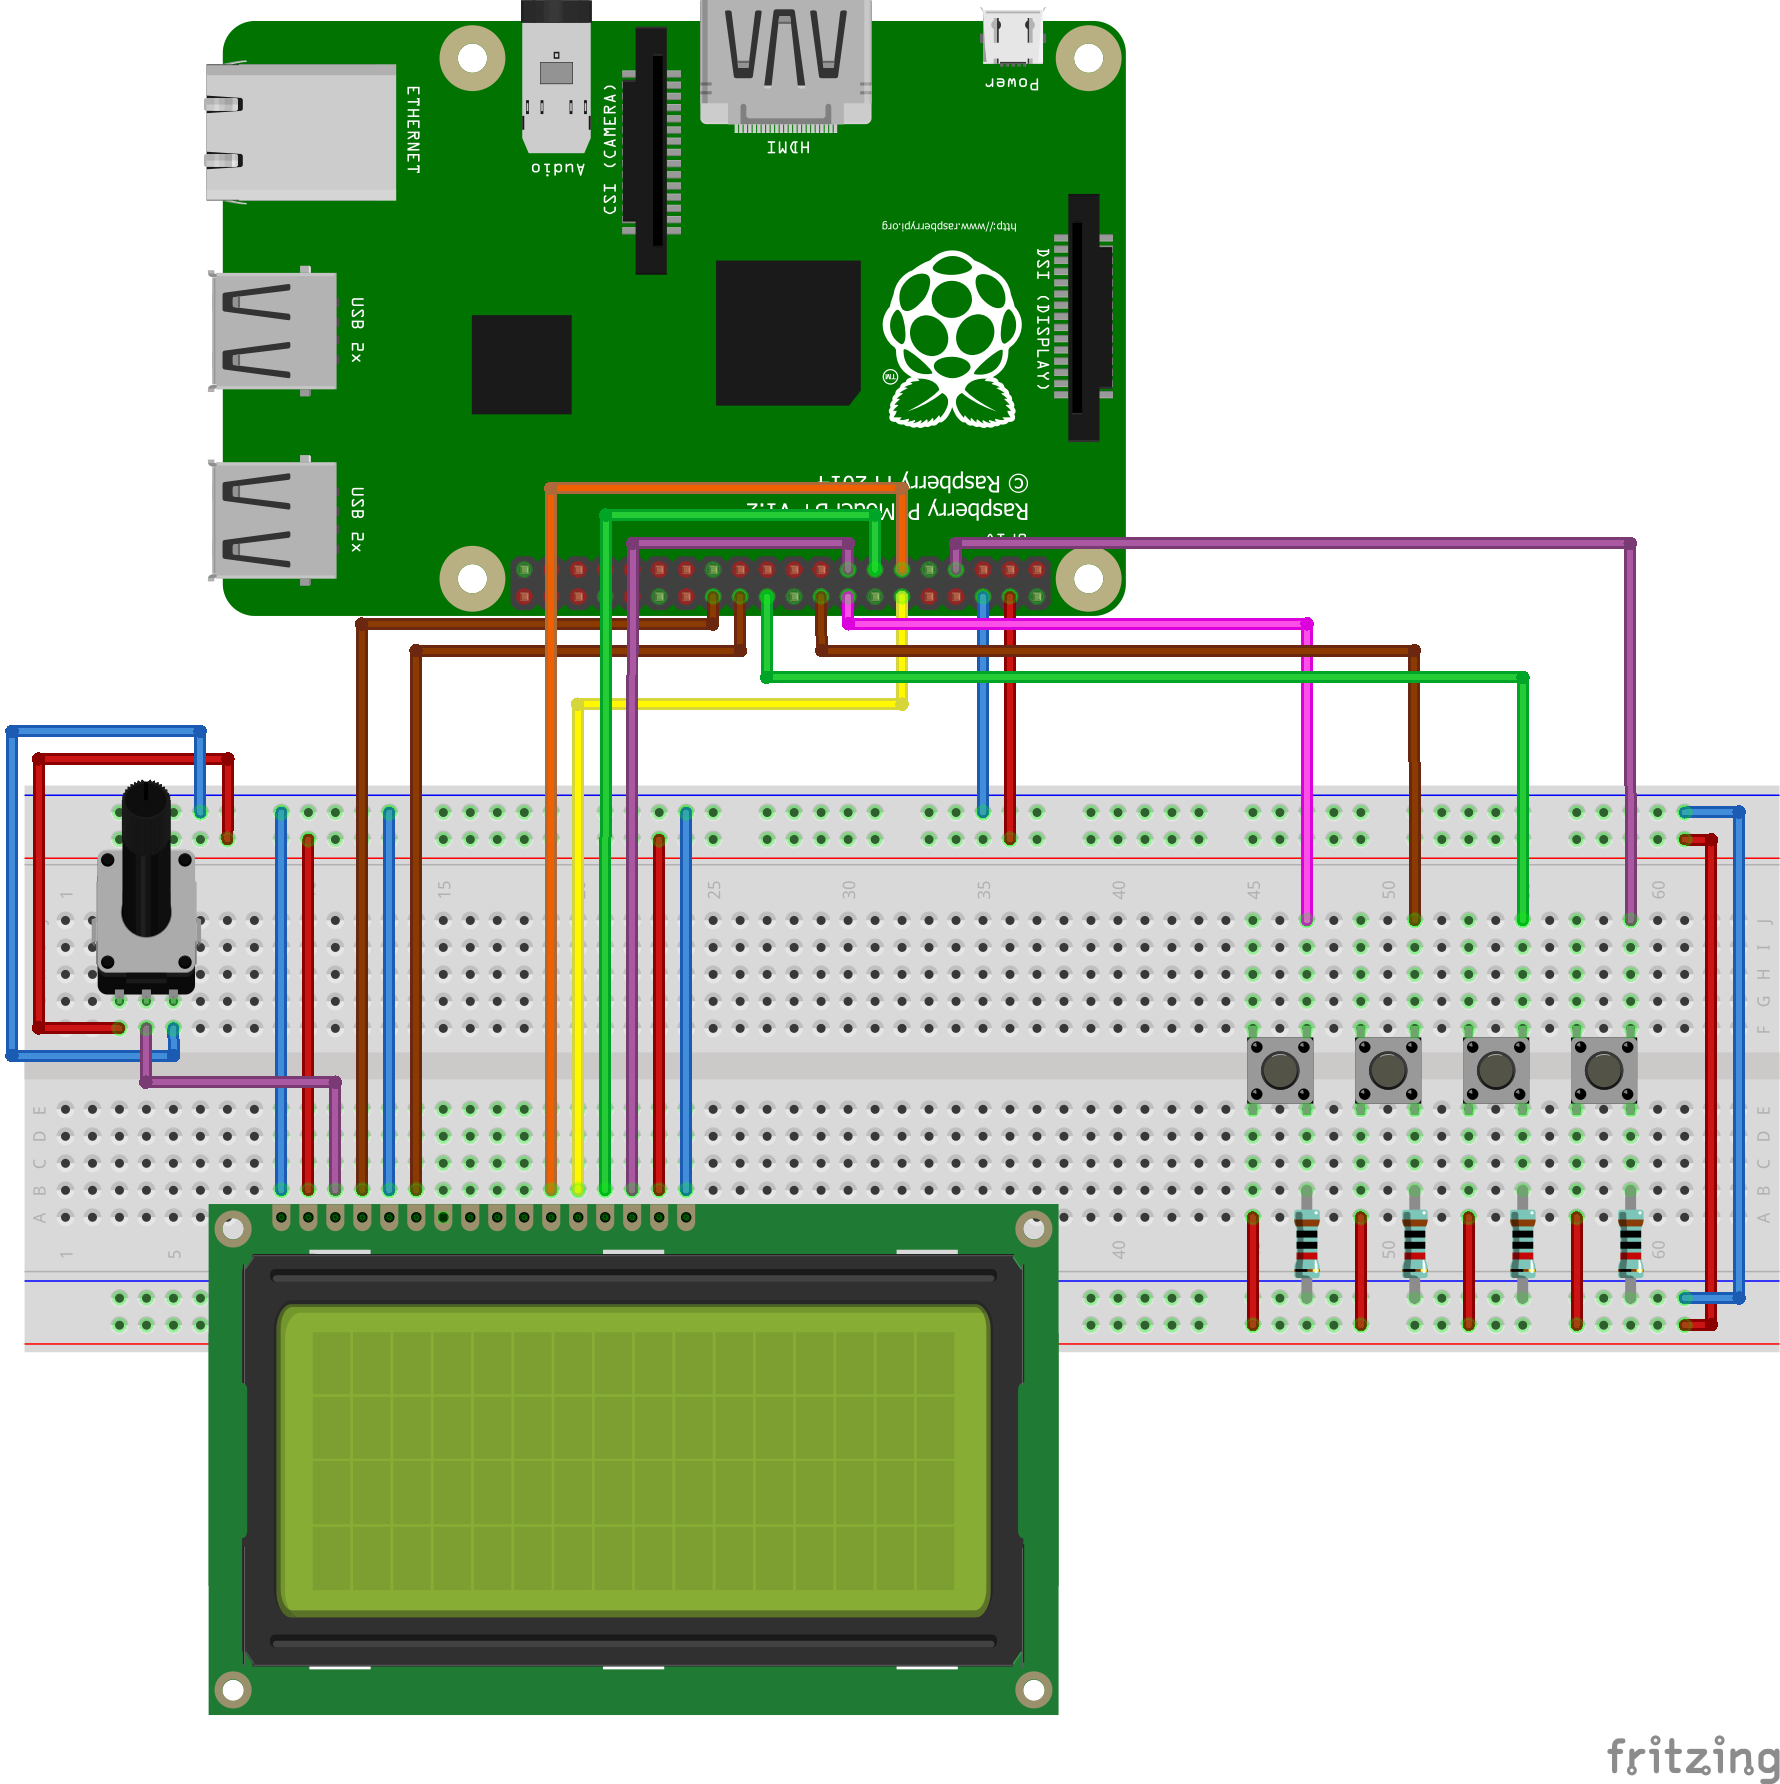 ETHERNET
Audio
CSI (CAMERA)
HDMI
Power
http://www.raspberrypi.org
DSI (DISPLAY)
TM
USB 2x
USB 2x
© Raspberry Pi 2014
Raspberry Pi Model B+ V1.2
GPIO
1
15
25
30
35
40
45
50
60
J
I
H
G
F
E
D
C
B
A
E
D
C
B
A
1
5
40
50
60
fritzing